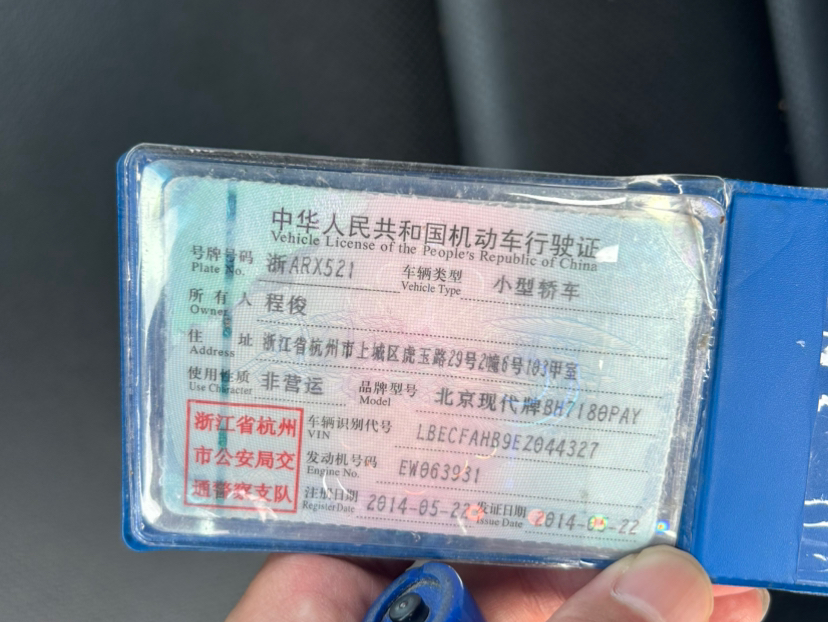 中华人民共和国机动车行驶证
Vehicle License of the People's Republic of China
号牌号码 浙ARX521 车辆类型 小型轿车
Plate No. Vehicle Type
所有人 程俊
Owner
住址 浙江省杭州市上城区虎玉路29号2幢6号103甲室
Address
使用性质 非营运 品牌型号 北京现代牌BH7180PAY
Use Character Model
浙江省杭州
市公安局交
通警察支队
车辆识别代号 LBECFAHB9EZ044327
VIN
发动机号码 EW063931
Engine No.
注册日期 2014-05-22 发证日期 2014-05-22
Register Date Issue Date